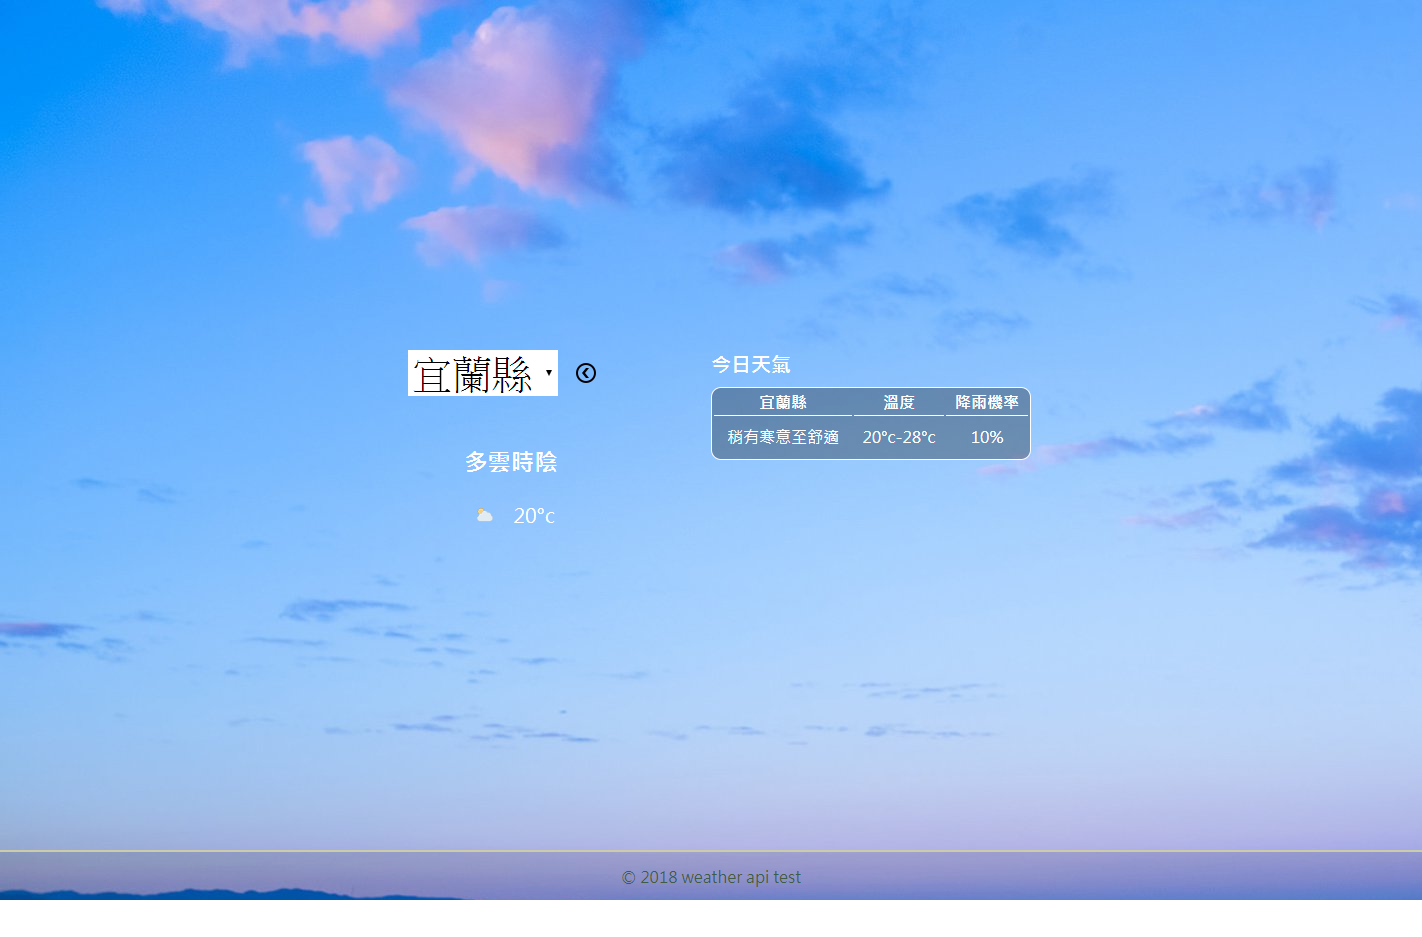 宜蘭縣
多雲時陰
20°c
今日天氣
宜蘭縣 溫度 降雨機率
稍有寒意至舒適 20°c-28°c 10%
© 2018 weather api test